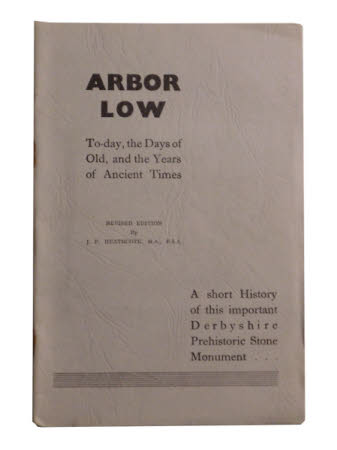 ARBOR
LOW
To-day, the Days of
Old, and the Years
of Ancient Times
REVISED EDITION
By
J. P. HEATHCOTE, M.A., F.S.A.
A short History
of this important
Derbyshire
Prehistoric Stone
Monument . . .